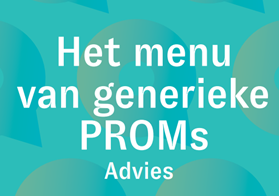 Het menu
van generieke
PROMs
Advies